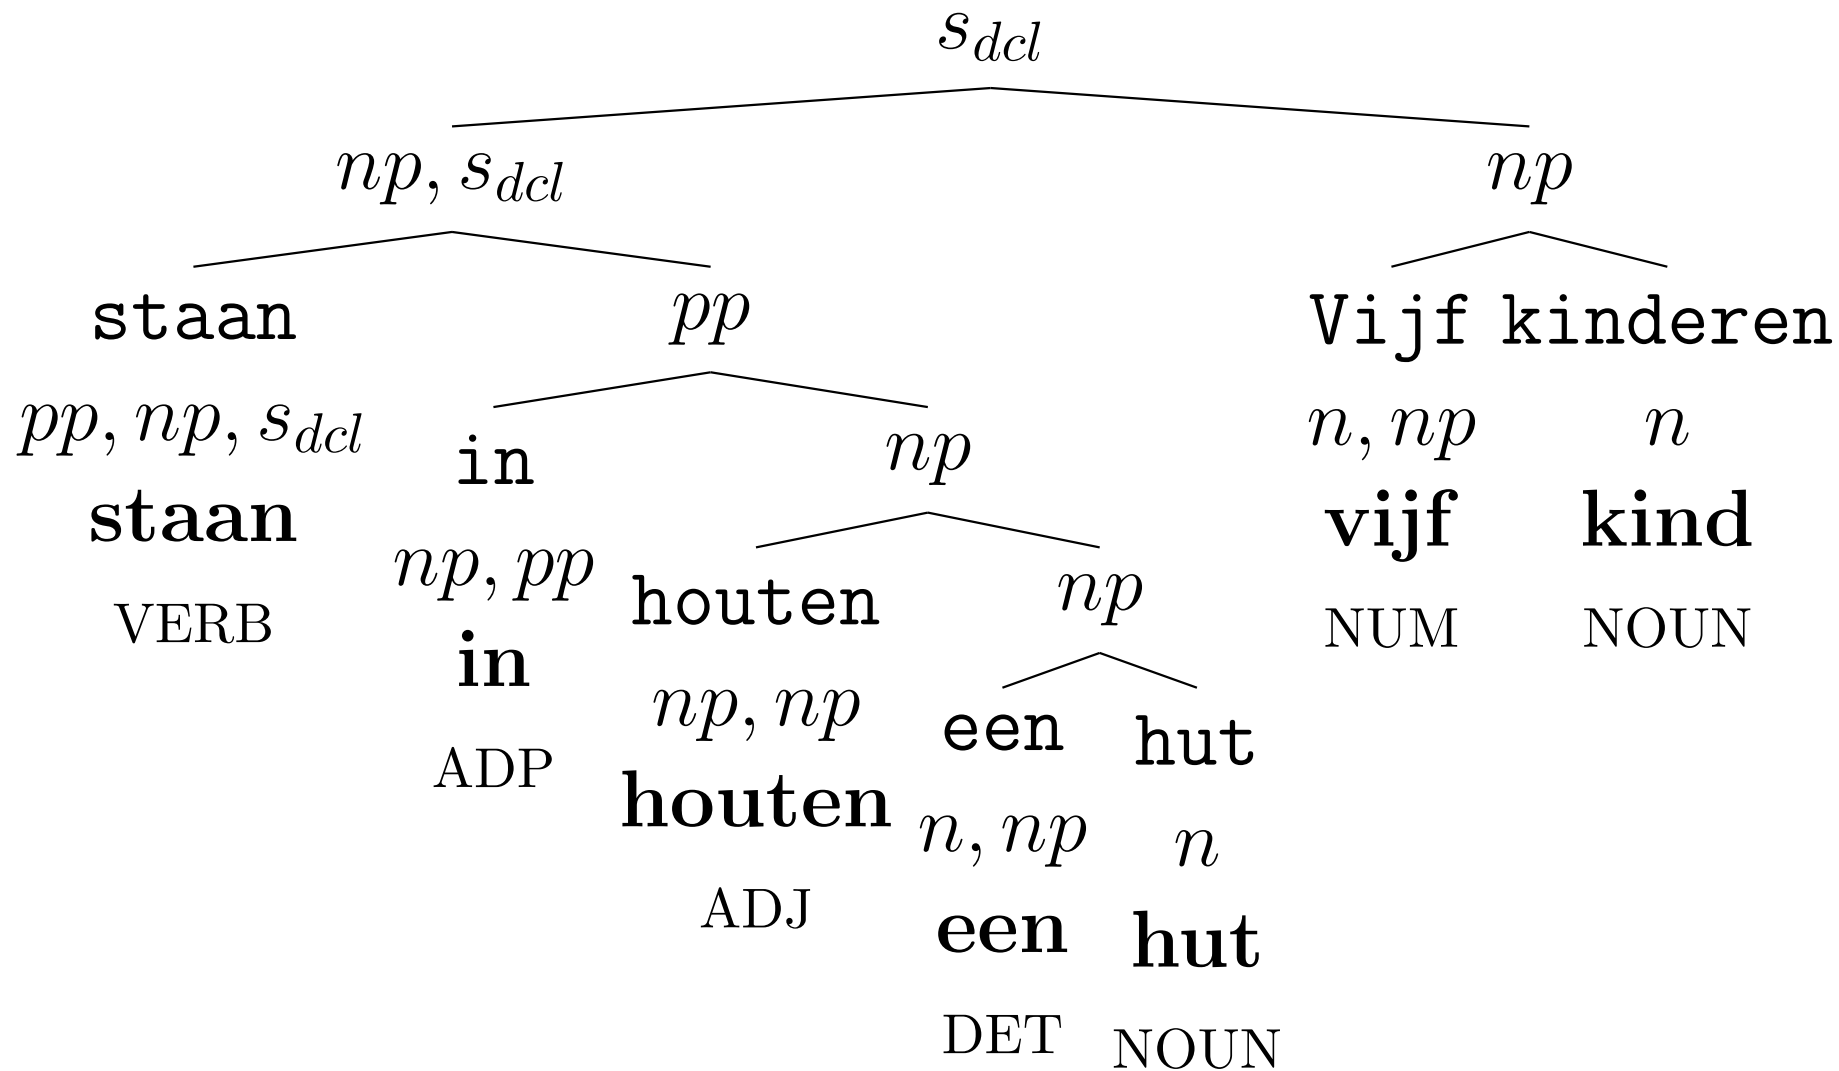 s_dcl
np, s_dcl np
staan pp Vijf kinderen
pp, np, s_dcl in np n, np n
staan np, pp houten np vijf kind
VERB in np, np een hut NUM NOUN
ADP houten n, np n
ADJ een hut
DET NOUN